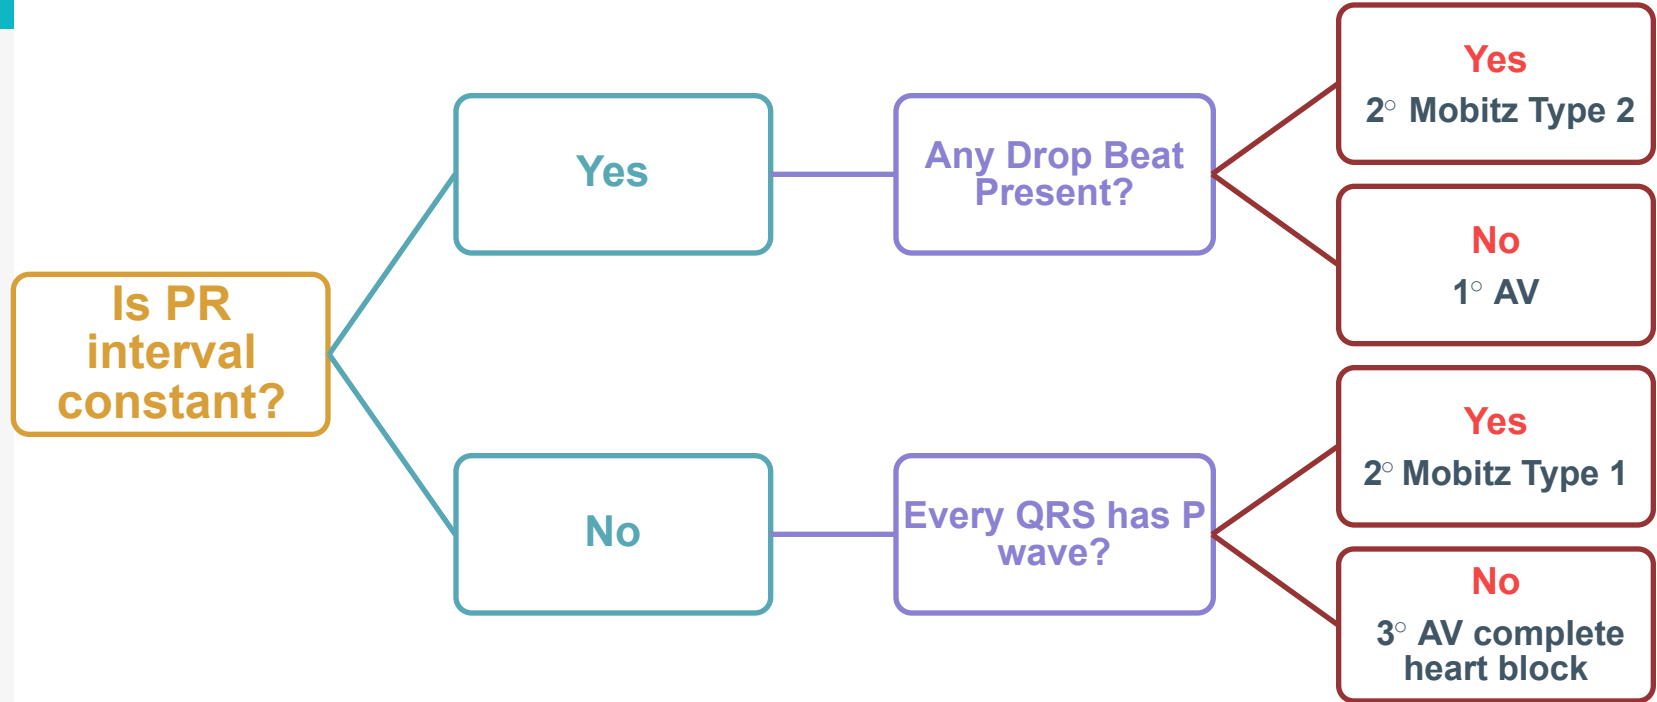 Is PR
interval
constant?
Yes
Any Drop Beat
Present?
Yes
2○ Mobitz Type 2
No
1○ AV
No
Every QRS has P
wave?
Yes
2○ Mobitz Type 1
No
3○ AV complete
heart block